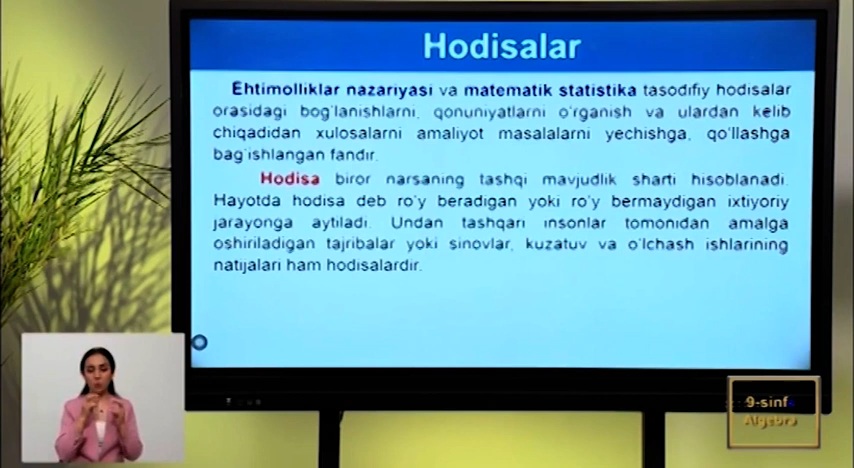 Hodisalar
Ehtimolliklar nazariyasi va matematik statistika tasodifiy hodisalar
orasidagi bog'lanishlarni, qonuniyatlarni o'rganish va ulardan kelib
chiqadidan xulosalarni amaliyot masalalarni yechishga, qo'llashga
bag'ishlangan fandir.
Hodisa biror narsaning tashqi mavjudlik sharti hisoblanadi.
Hayotda hodisa deb ro'y beradigan yoki ro'y bermaydigan ixtiyoriy
jarayonga aytiladi. Undan tashqari insonlar tomonidan amalga
oshiriladigan tajribalar yoki sinovlar, kuzatuv va o'lchash ishlarining
natijalari ham hodisalardir.
9-sinf
Algebra